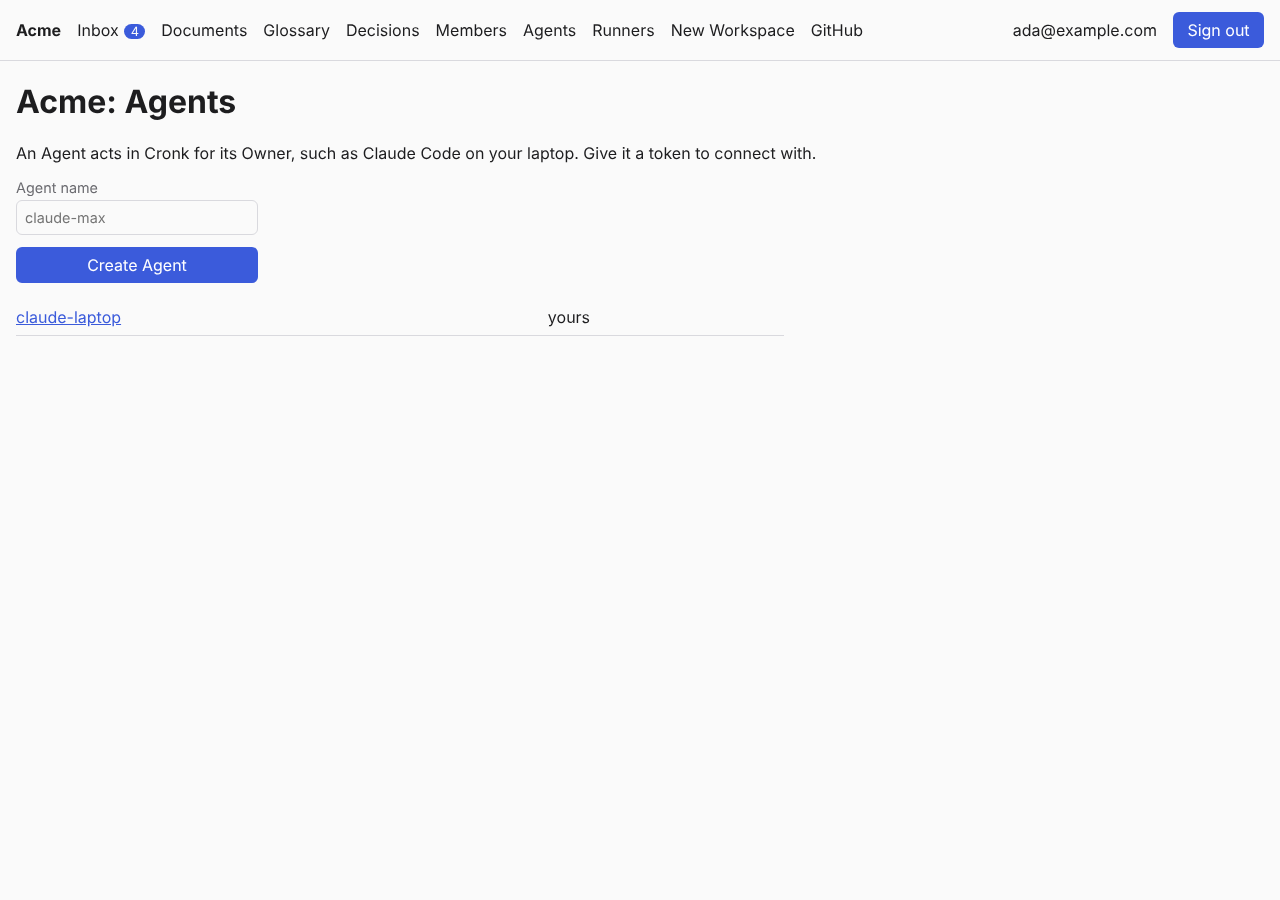 Acme Inbox 4 Documents Glossary Decisions Members Agents Runners New Workspace GitHub ada@example.com Sign out
Acme: Agents
An Agent acts in Cronk for its Owner, such as Claude Code on your laptop. Give it a token to connect with.
Agent name
claude-max
Create Agent
claude-laptop yours